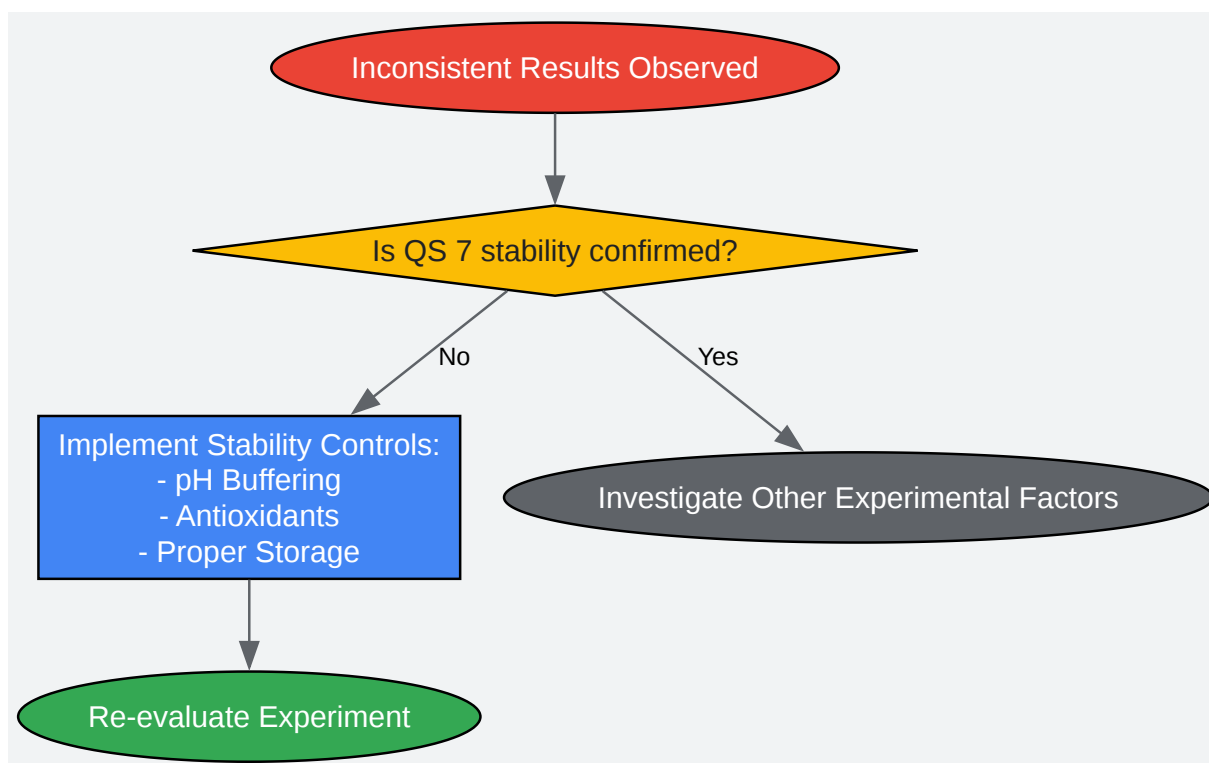 Inconsistent Results Observed
Is QS 7 stability confirmed?
No
Yes
Implement Stability Controls:
- pH Buffering
- Antioxidants
- Proper Storage
Investigate Other Experimental Factors
Re-evaluate Experiment